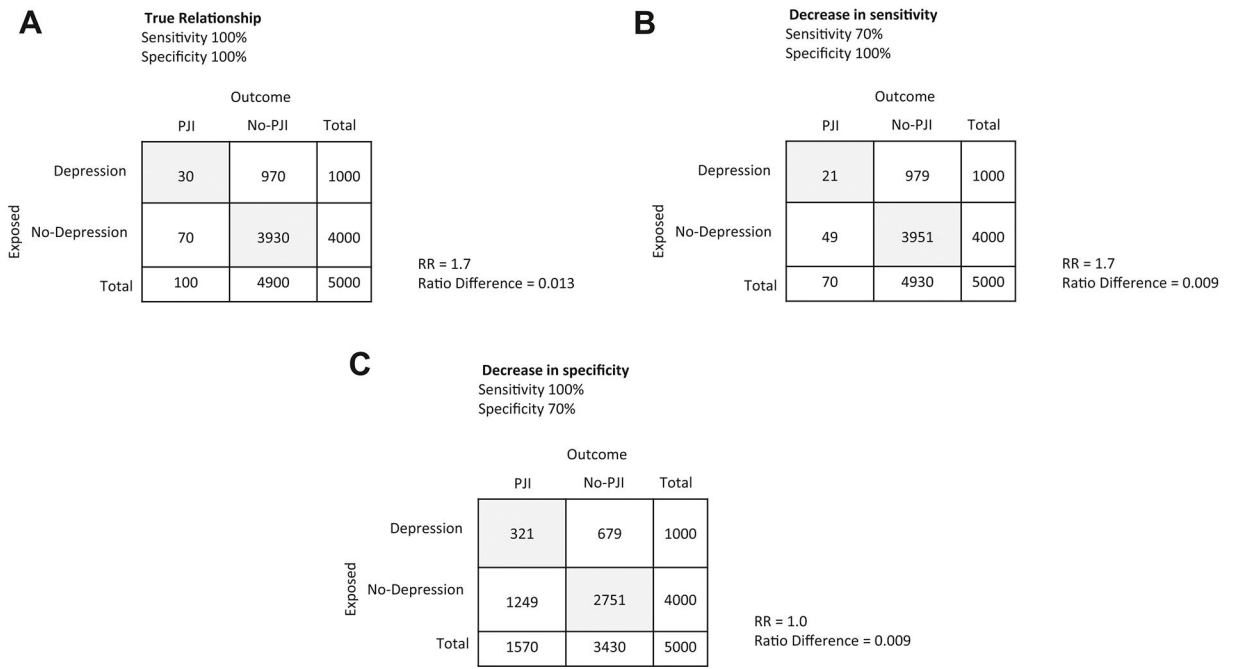 A
True Relationship
Sensitivity 100%
Specificity 100%
Outcome
PJI No-PJI Total
Exposed
Depression 30 970 1000
No-Depression 70 3930 4000
Total 100 4900 5000
RR = 1.7
Ratio Difference = 0.013
B
Decrease in sensitivity
Sensitivity 70%
Specificity 100%
Outcome
PJI No-PJI Total
Exposed
Depression 21 979 1000
No-Depression 49 3951 4000
Total 70 4930 5000
RR = 1.7
Ratio Difference = 0.009
C
Decrease in specificity
Sensitivity 100%
Specificity 70%
Outcome
PJI No-PJI Total
Exposed
Depression 321 679 1000
No-Depression 1249 2751 4000
Total 1570 3430 5000
RR = 1.0
Ratio Difference = 0.009